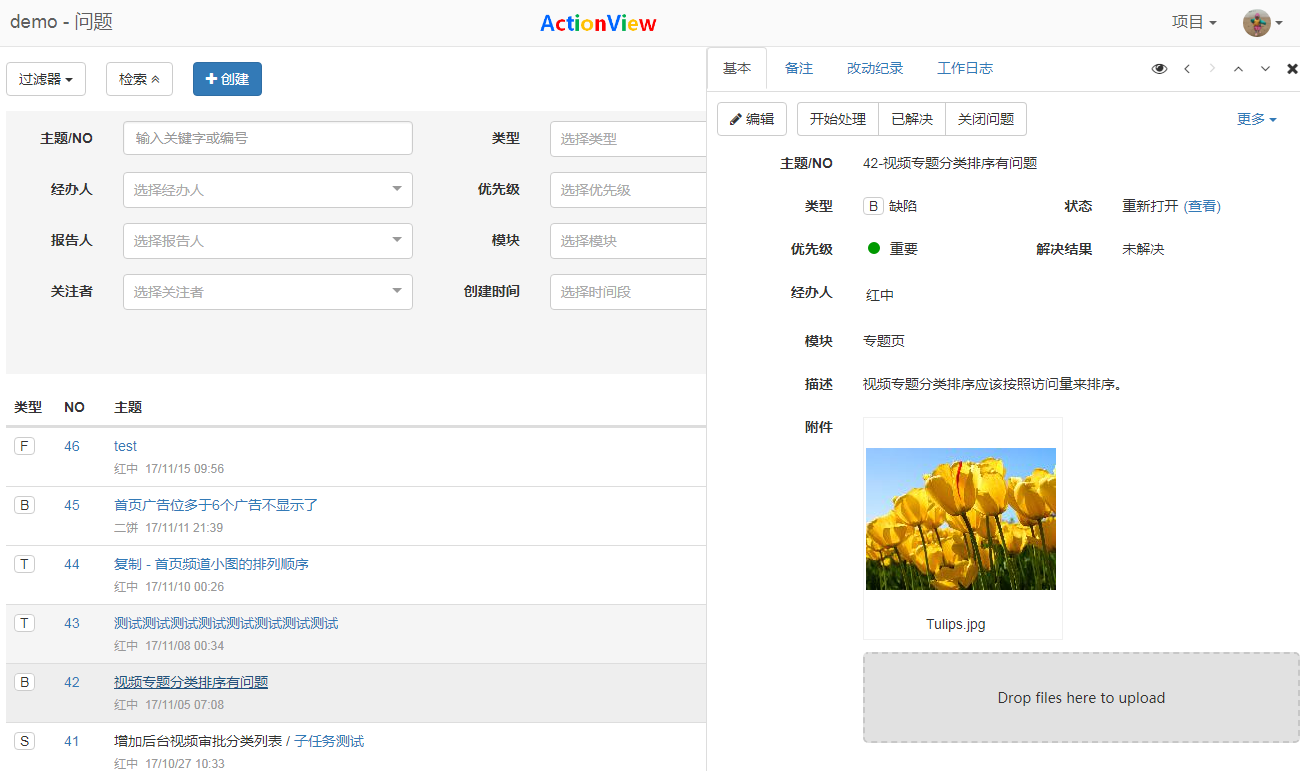 demo - 问题
ActionView
项目
过滤器
检索
创建
主题/NO
输入关键字或编号
类型
选择类型
经办人
选择经办人
优先级
选择优先级
报告人
选择报告人
模块
选择模块
关注者
选择关注者
创建时间
选择时间段
类型 NO 主题
F 46 test
红中 17/11/15 09:56
B 45 首页广告位多于6个广告不显示了
二饼 17/11/11 21:39
T 44 复制 - 首页频道小图的排列顺序
红中 17/11/10 00:26
T 43 测试测试测试测试测试测试测试测试
红中 17/11/08 00:34
B 42 视频专题分类排序有问题
红中 17/11/05 07:08
S 41 增加后台视频审批分类列表 / 子任务测试
红中 17/10/27 10:33
基本 备注 改动纪录 工作日志
编辑 开始处理 已解决 关闭问题 更多
主题/NO 42-视频专题分类排序有问题
类型 B 缺陷 状态 重新打开 (查看)
优先级 重要 解决结果 未解决
经办人 红中
模块 专题页
描述 视频专题分类排序应该按照访问量来排序。
附件
Tulips.jpg
Drop files here to upload